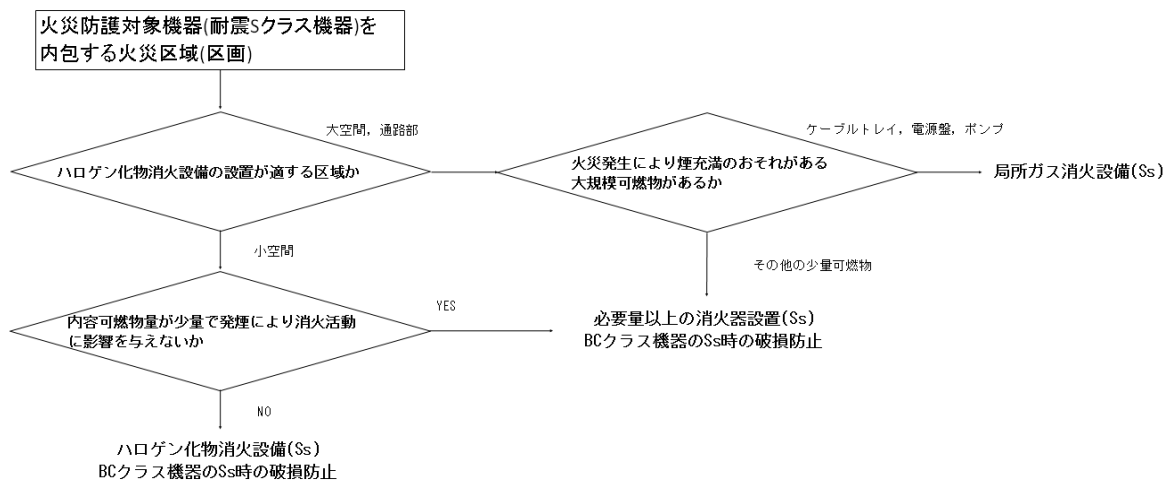 火災防護対象機器(耐震Sクラス機器)を
内包する火災区域(区画)
大空間，通路部
ケーブルトレイ，電源盤，ポンプ
ハロゲン化物消火設備の設置が適する区域か
火災発生により煙充満のおそれがある
大規模可燃物があるか
局所ガス消火設備(Ss)
小空間
その他の少量可燃物
内容可燃物量が少量で発煙により消火活動
に影響を与えないか
YES
必要量以上の消火器設置(Ss)
BCクラス機器のSs時の破損防止
NO
ハロゲン化物消火設備(Ss)
BCクラス機器のSs時の破損防止